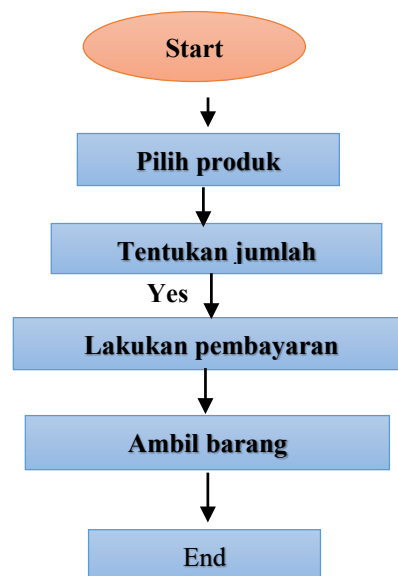 Start
Pilih produk
Tentukan jumlah
Yes
Lakukan pembayaran
Ambil barang
End